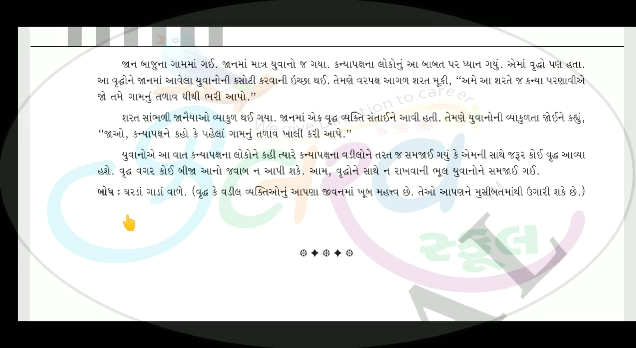 જાન બાજુના ગામમાં ગઈ. જાનમાં માત્ર યુવાનો જ ગયા. કન્યાપક્ષના લોકોનું આ બાબત પર ધ્યાન ગયું. એમાં વૃદ્ધો પણ હતા.
આ વૃદ્ધોને જાનમાં આવેલા યુવાનોની કસોટી કરવાની ઇચ્છા થઈ. તેમણે વરપક્ષ આગળ શરત મૂકી, “અમે આ શરતે જ કન્યા પરણાવીએ
જો તમે ગામનું તળાવ ઘીથી ભરી આપો.”
શરત સાંભળી જાનૈયાઓ વ્યાકુળ થઈ ગયા. જાનમાં એક વૃદ્ધ વ્યક્તિ સંતાઈને આવી હતી. તેમણે યુવાનોની વ્યાકુળતા જોઈને કહ્યું,
“જાઓ, કન્યાપક્ષને કહો કે પહેલાં ગામનું તળાવ ખાલી કરી આપે.”
યુવાનોએ આ વાત કન્યાપક્ષના લોકોને કહી ત્યારે કન્યાપક્ષના વડીલોને તરત જ સમજાઈ ગયું કે એમની સાથે જરૂર કોઈ વૃદ્ધ આવ્યા
હશે. વૃદ્ધ વગર કોઈ બીજા આનો જવાબ ન આપી શકે. આમ, વૃદ્ધોને સાથે ન રાખવાની ભૂલ યુવાનોને સમજાઈ ગઈ.
બોધ : ઘરડાં ગાડાં વાળે. (વૃદ્ધ કે વડીલ વ્યક્તિઓનું આપણા જીવનમાં ખૂબ મહત્ત્વ છે. તેઓ આપણને મુસીબતમાંથી ઉગારી શકે છે.)
સ્કૂલ